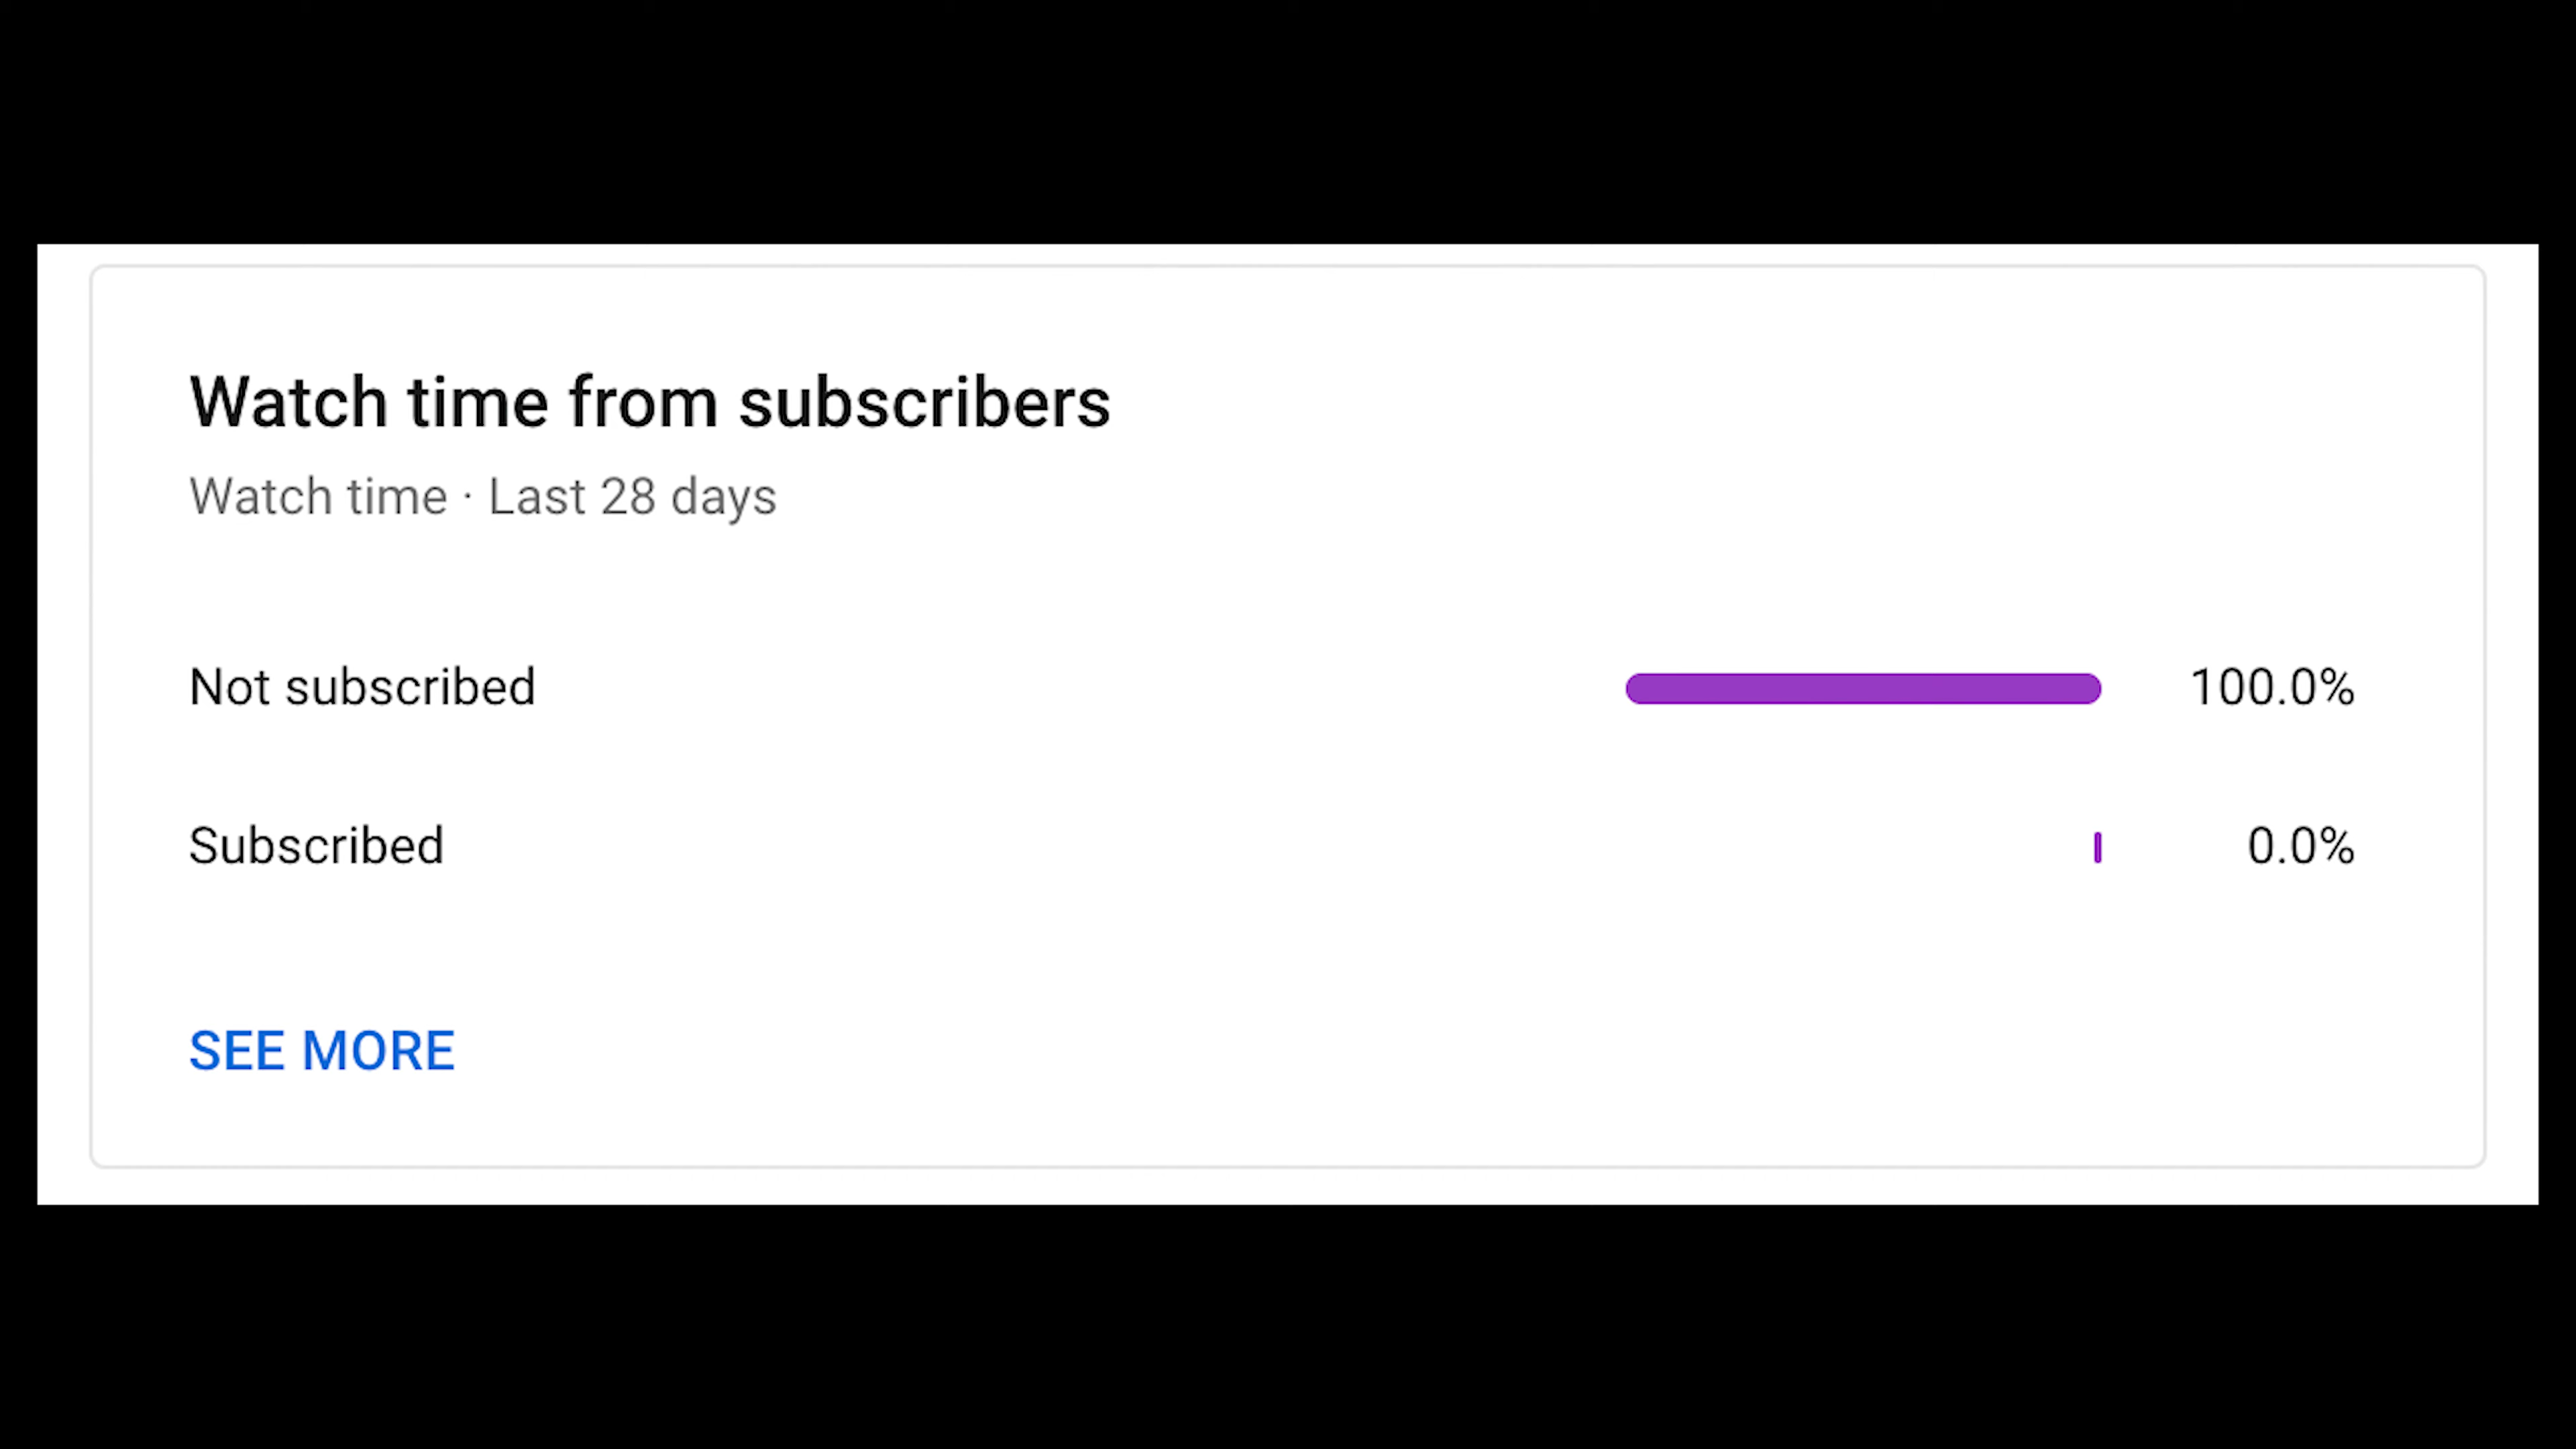 Watch time from subscribers
Watch time · Last 28 days
Not subscribed 100.0%
Subscribed 0.0%
SEE MORE